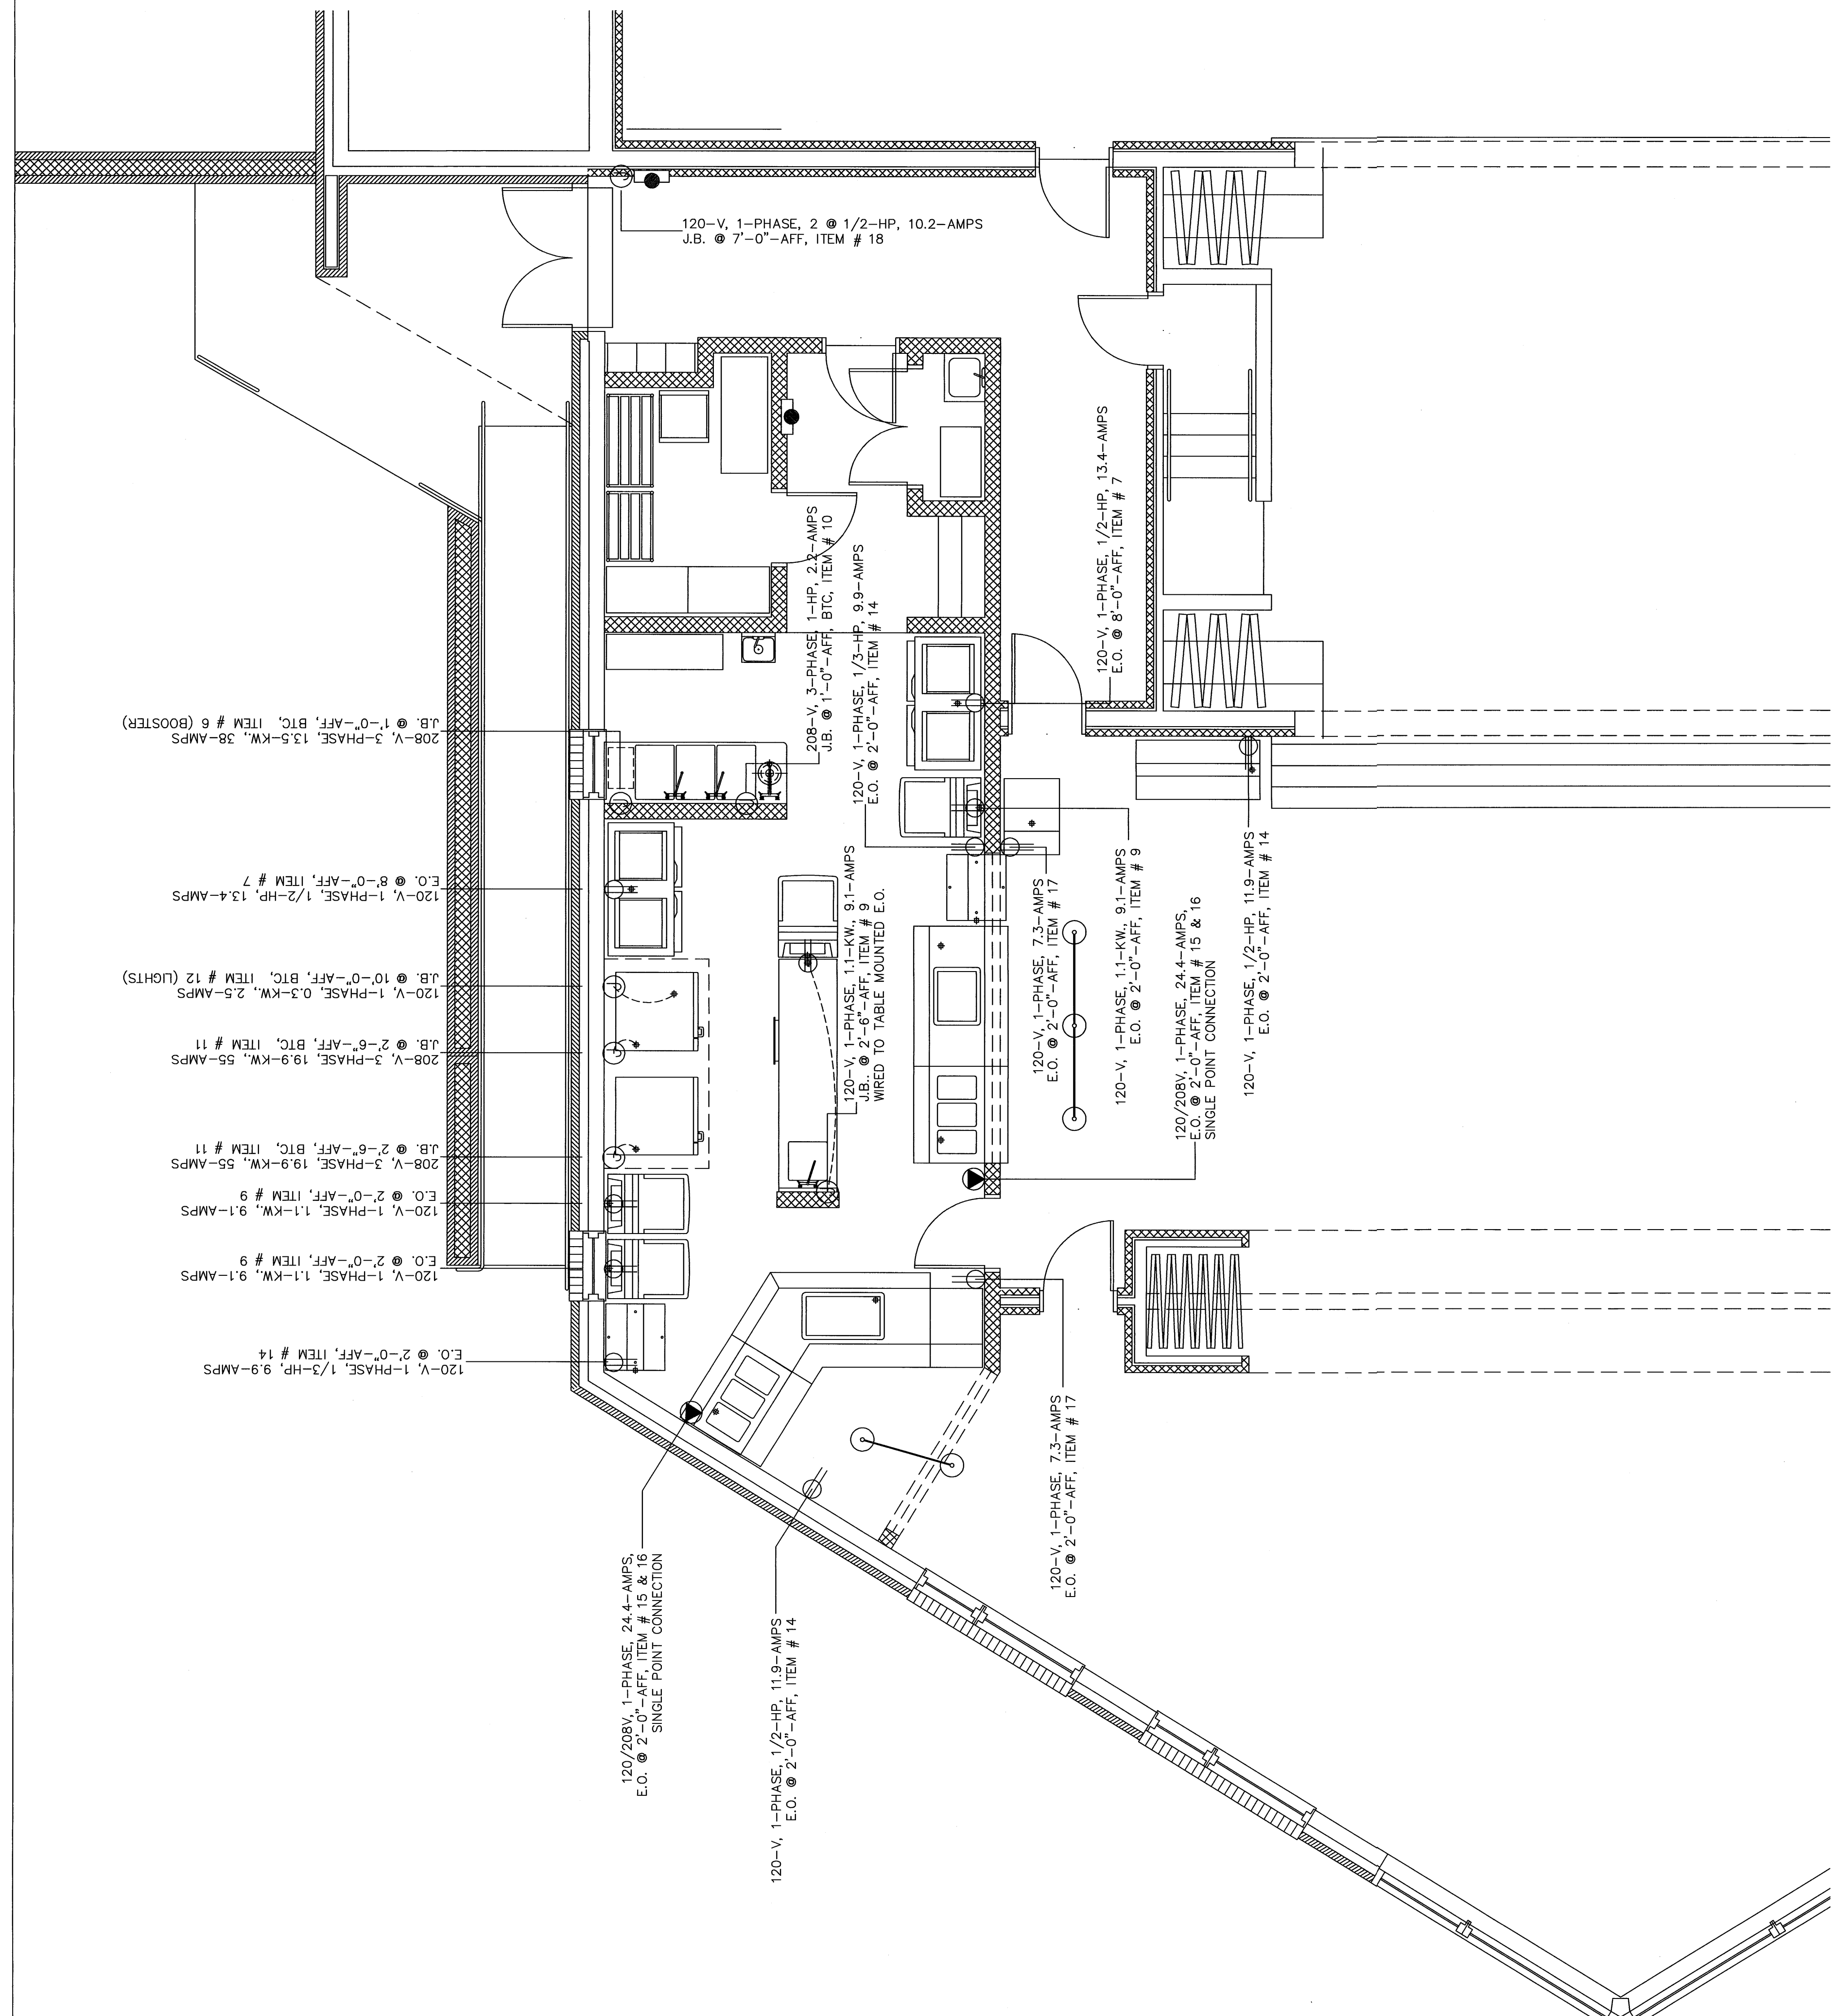 120-V, 1-PHASE, 2 @ 1/2-HP, 10.2-AMPS
J.B. @ 7'-0"-AFF, ITEM # 18
208-V, 3-PHASE, 13.5-KW, 38-AMPS
J.B. @ 1'-0"-AFF, BTC, ITEM # 6 (BOOSTER)
120-V, 1-PHASE, 1/2-HP, 13.4-AMPS
E.O. @ 8'-0"-AFF, ITEM # 7
120-V, 1-PHASE, 0.3-KW, 2.5-AMPS
J.B. @ 10'-0"-AFF, BTC, ITEM # 12 (LIGHTS)
208-V, 3-PHASE, 19.9-KW, 55-AMPS
J.B. @ 2'-6"-AFF, BTC, ITEM # 11
208-V, 3-PHASE, 19.9-KW, 55-AMPS
J.B. @ 2'-6"-AFF, BTC, ITEM # 11
120-V, 1-PHASE, 1.1-KW., 9.1-AMPS
E.O. @ 2'-0"-AFF, ITEM # 9
120-V, 1-PHASE, 1.1-KW., 9.1-AMPS
E.O. @ 2'-0"-AFF, ITEM # 9
120-V, 1-PHASE, 1/3-HP, 9.9-AMPS
E.O. @ 2'-0"-AFF, ITEM # 14
208-V, 3-PHASE, 1-HP, 2.2-AMPS
J.B. @ 1'-0"-AFF, BTC, ITEM # 10
120-V, 1-PHASE, 1/3-HP, 9.9-AMPS
E.O. @ 2'-0"-AFF, ITEM # 14
120-V, 1-PHASE, 1/2-HP, 13.4-AMPS
E.O. @ 8'-0"-AFF, ITEM # 7
120-V, 1-PHASE, 1.1-KW., 9.1-AMPS
J.B. @ 2'-6"-AFF, ITEM # 9
WIRED TO TABLE MOUNTED E.O.
120-V, 1-PHASE, 7.3-AMPS
E.O. @ 2'-0"-AFF, ITEM # 17
120-V, 1-PHASE, 1.1-KW., 9.1-AMPS
E.O. @ 2'-0"-AFF, ITEM # 9
120/208V, 1-PHASE, 24.4-AMPS,
E.O. @ 2'-0"-AFF, ITEM # 15 & 16
SINGLE POINT CONNECTION
120-V, 1-PHASE, 1/2-HP, 11.9-AMPS
E.O. @ 2'-0"-AFF, ITEM # 14
120/208V, 1-PHASE, 24.4-AMPS,
E.O. @ 2'-0"-AFF, ITEM # 15 & 16
SINGLE POINT CONNECTION
120-V, 1-PHASE, 1/2-HP, 11.9-AMPS
E.O. @ 2'-0"-AFF, ITEM # 14
120-V, 1-PHASE, 7.3-AMPS
E.O. @ 2'-0"-AFF, ITEM # 17